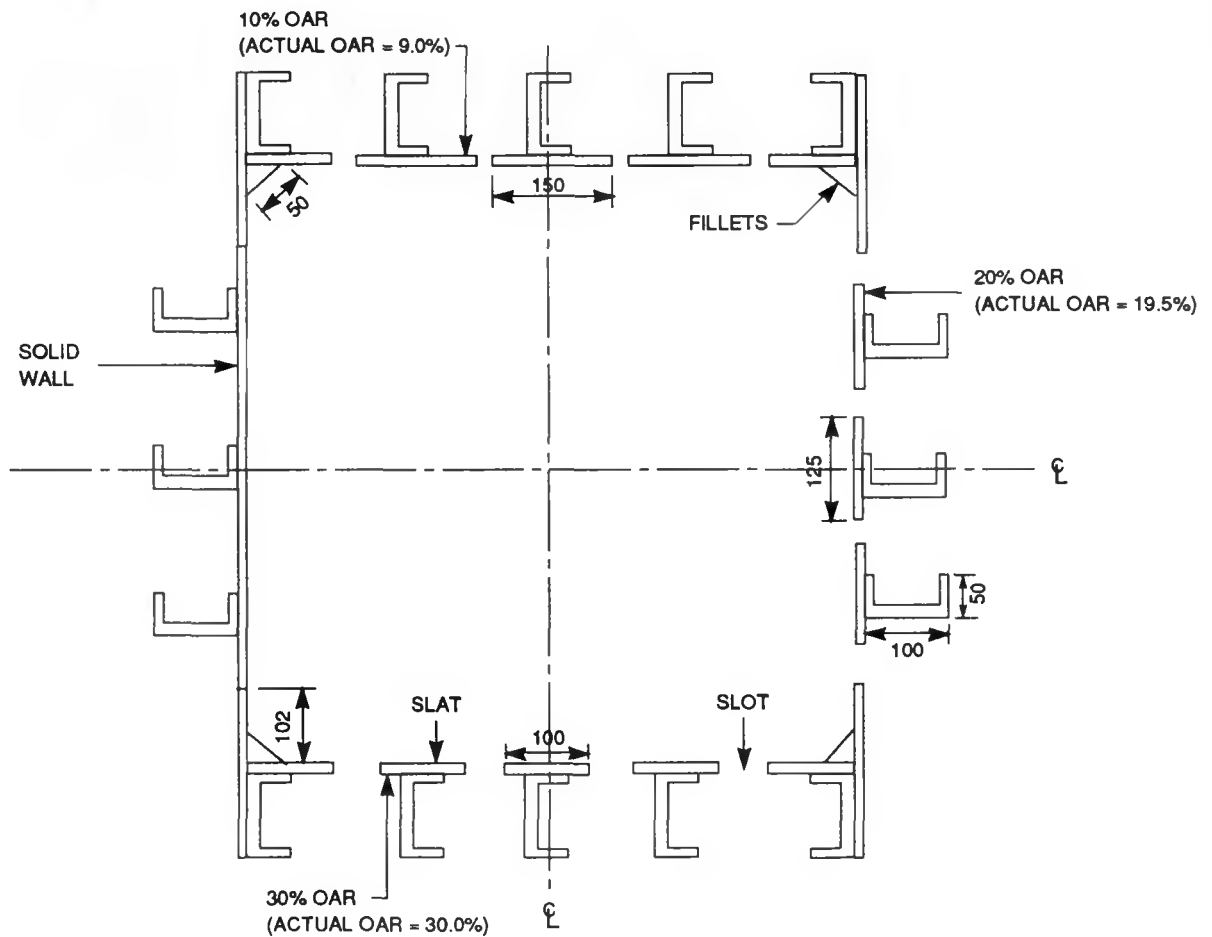 10% OAR
(ACTUAL OAR = 9.0%)
50
150
FILLETS
20% OAR
(ACTUAL OAR = 19.5%)
SOLID
WALL
125
℄
50
100
102
SLAT
100
SLOT
30% OAR
(ACTUAL OAR = 30.0%)
℄